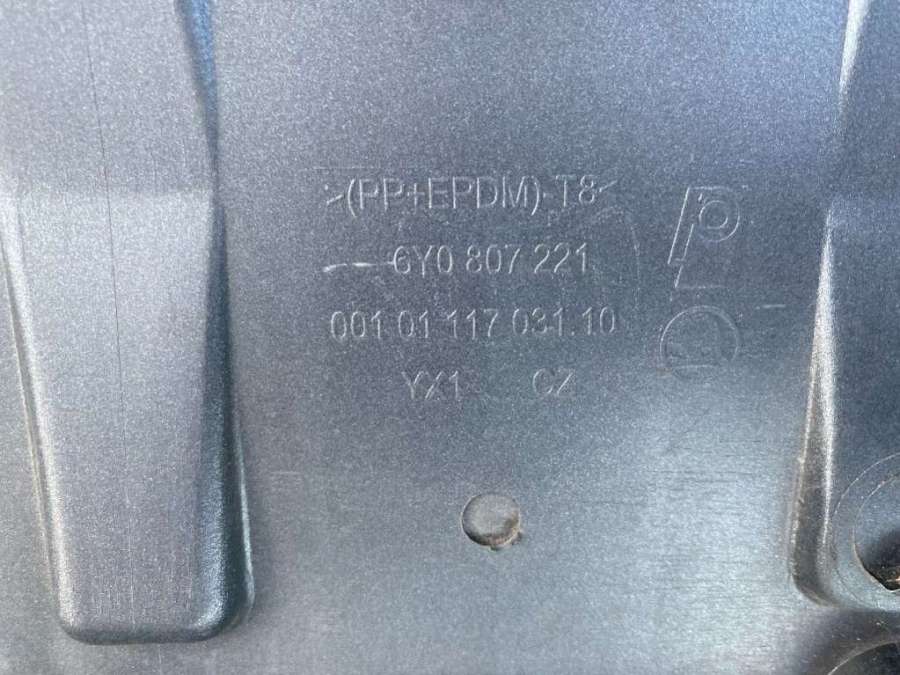 >(PP+EPDM)-T8<
6Y0 807 221
001 01 117 031.10
YX1 CZ